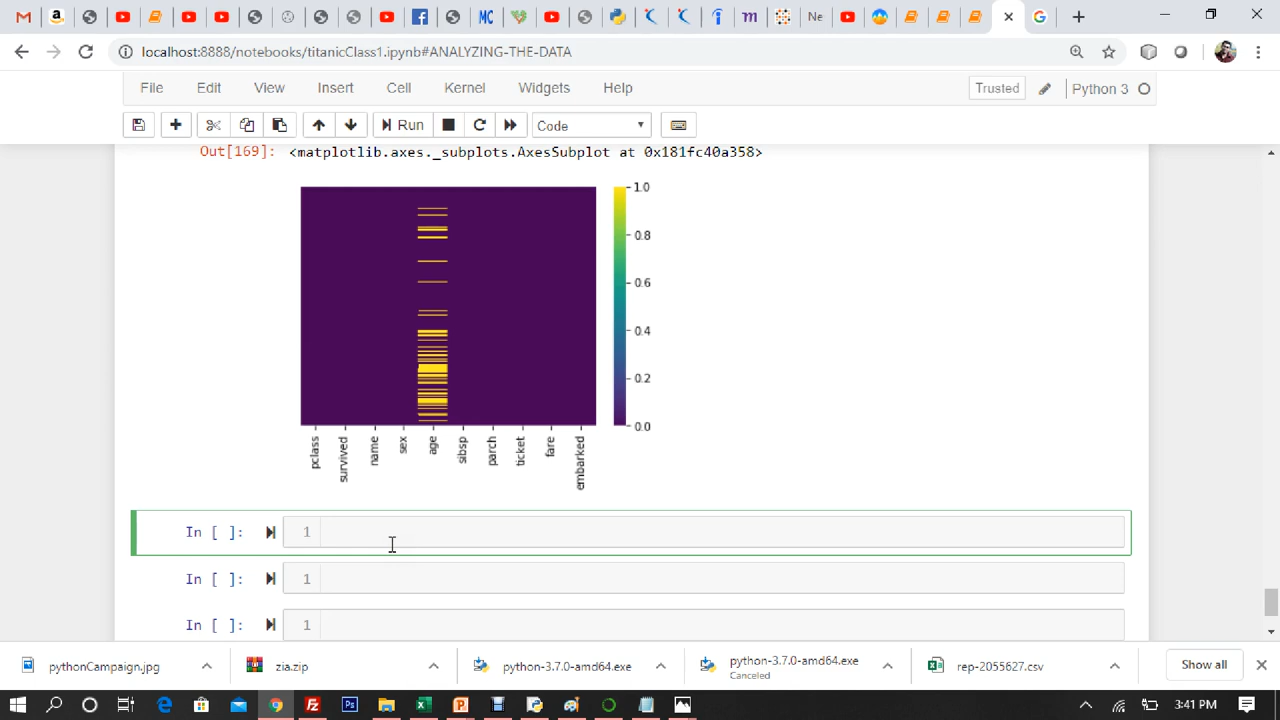 MC
Ne
localhost:8888/notebooks/titanicClass1.ipynb#ANALYZING-THE-DATA
File Edit View Insert Cell Kernel Widgets Help Trusted Python 3
Run Code
Out[169]: <matplotlib.axes._subplots.AxesSubplot at 0x181fc40a358>
1.0
0.8
0.6
0.4
0.2
0.0
pclass
survived
name
sex
age
sibsp
parch
ticket
fare
embarked
In [ ]: 1
In [ ]: 1
In [ ]: 1
pythonCampaign.jpg
zia.zip
python-3.7.0-amd64.exe
python-3.7.0-amd64.exe
Canceled
rep-2055627.csv
Show all
3:41 PM